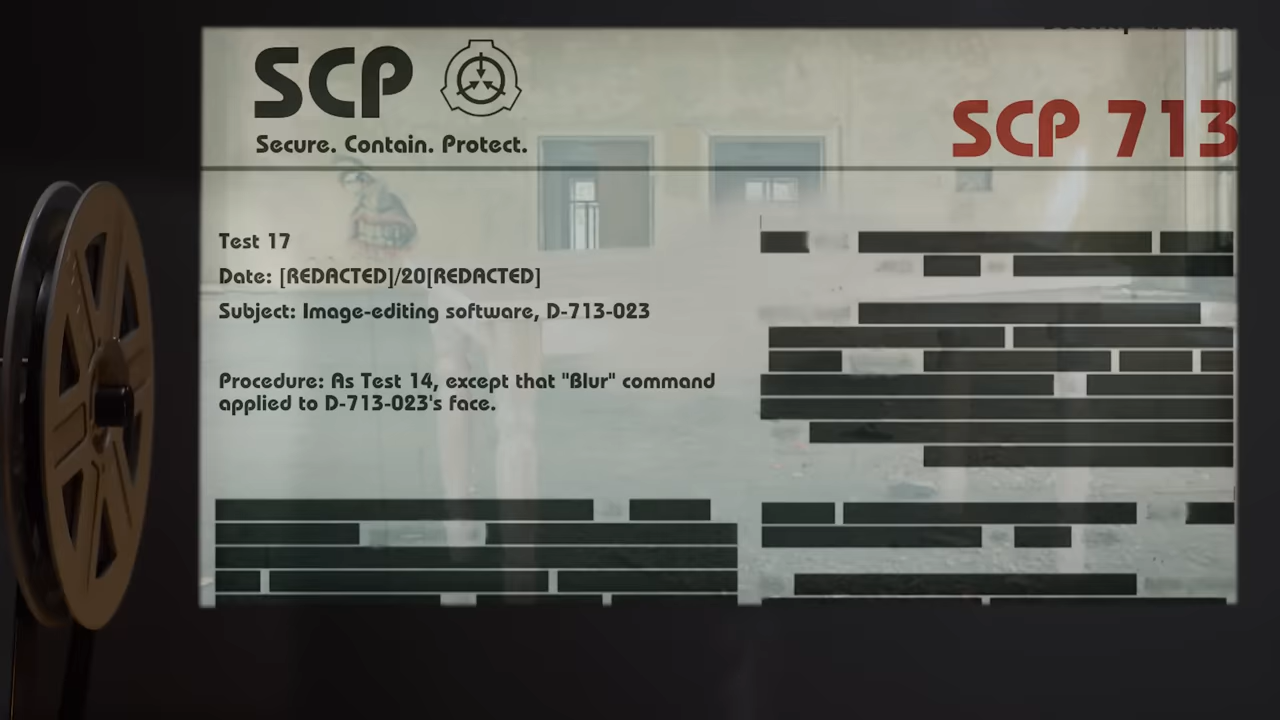 SCP
Secure. Contain. Protect.
SCP 713
Test 17
Date: [REDACTED]/20[REDACTED]
Subject: Image-editing software, D-713-023
Procedure: As Test 14, except that "Blur" command
applied to D-713-023's face.